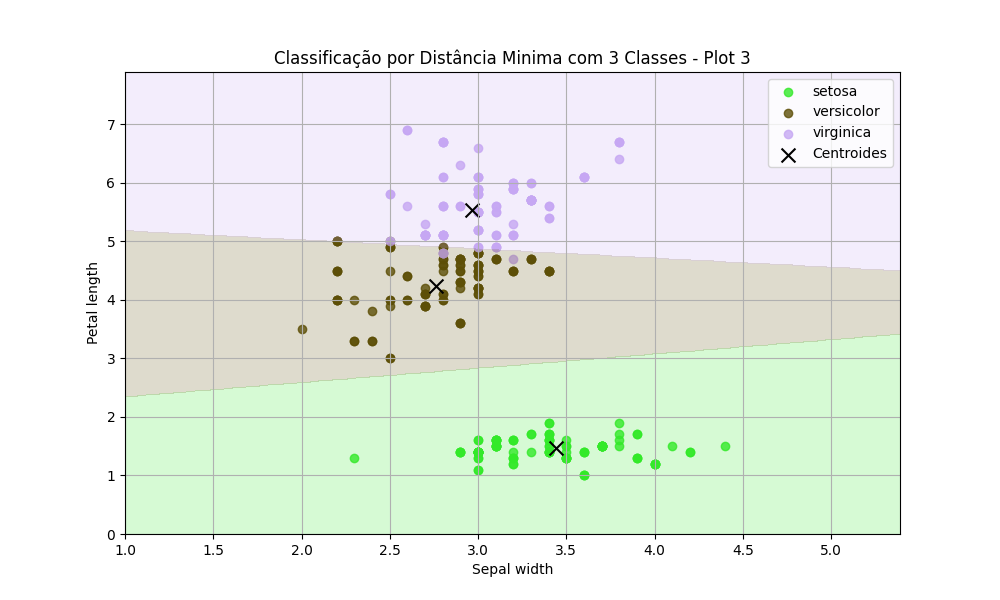 Classificação por Distância Minima com 3 Classes - Plot 3
setosa
versicolor
virginica
Centroides
Petal length
7
6
5
4
3
2
1
0
1.0 1.5 2.0 2.5 3.0 3.5 4.0 4.5 5.0
Sepal width